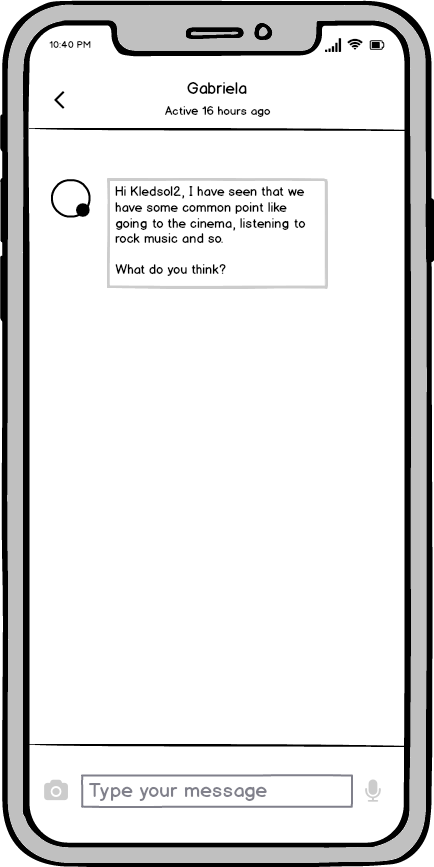 10:40 PM
Gabriela
Active 16 hours ago
Hi Kledsol2, I have seen that we
have some common point like
going to the cinema, listening to
rock music and so.
What do you think?
Type your message